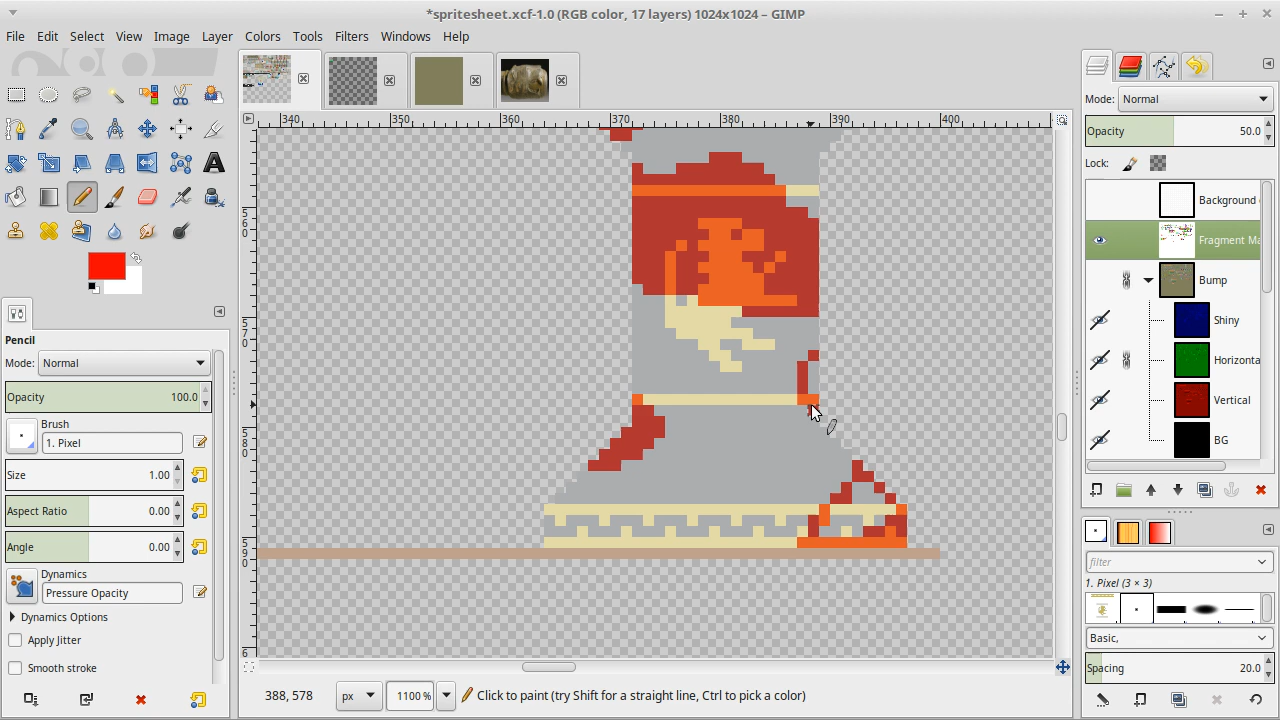 *spritesheet.xcf-1.0 (RGB color, 17 layers) 1024x1024 – GIMP
File Edit Select View Image Layer Colors Tools Filters Windows Help
340 350 360 370 380 390 400
Mode: Normal
Opacity 50.0
Lock:
Background
Fragment Ma
Bump
Shiny
Horizonta
Vertical
BG
560
570
580
590
6
Pencil
Mode: Normal
Opacity 100.0
Brush
1. Pixel
Size 1.00
Aspect Ratio 0.00
Angle 0.00
Dynamics
Pressure Opacity
Dynamics Options
Apply Jitter
Smooth stroke
filter
1. Pixel (3 × 3)
Basic,
Spacing 20.0
388, 578 px 1100 % Click to paint (try Shift for a straight line, Ctrl to pick a color)